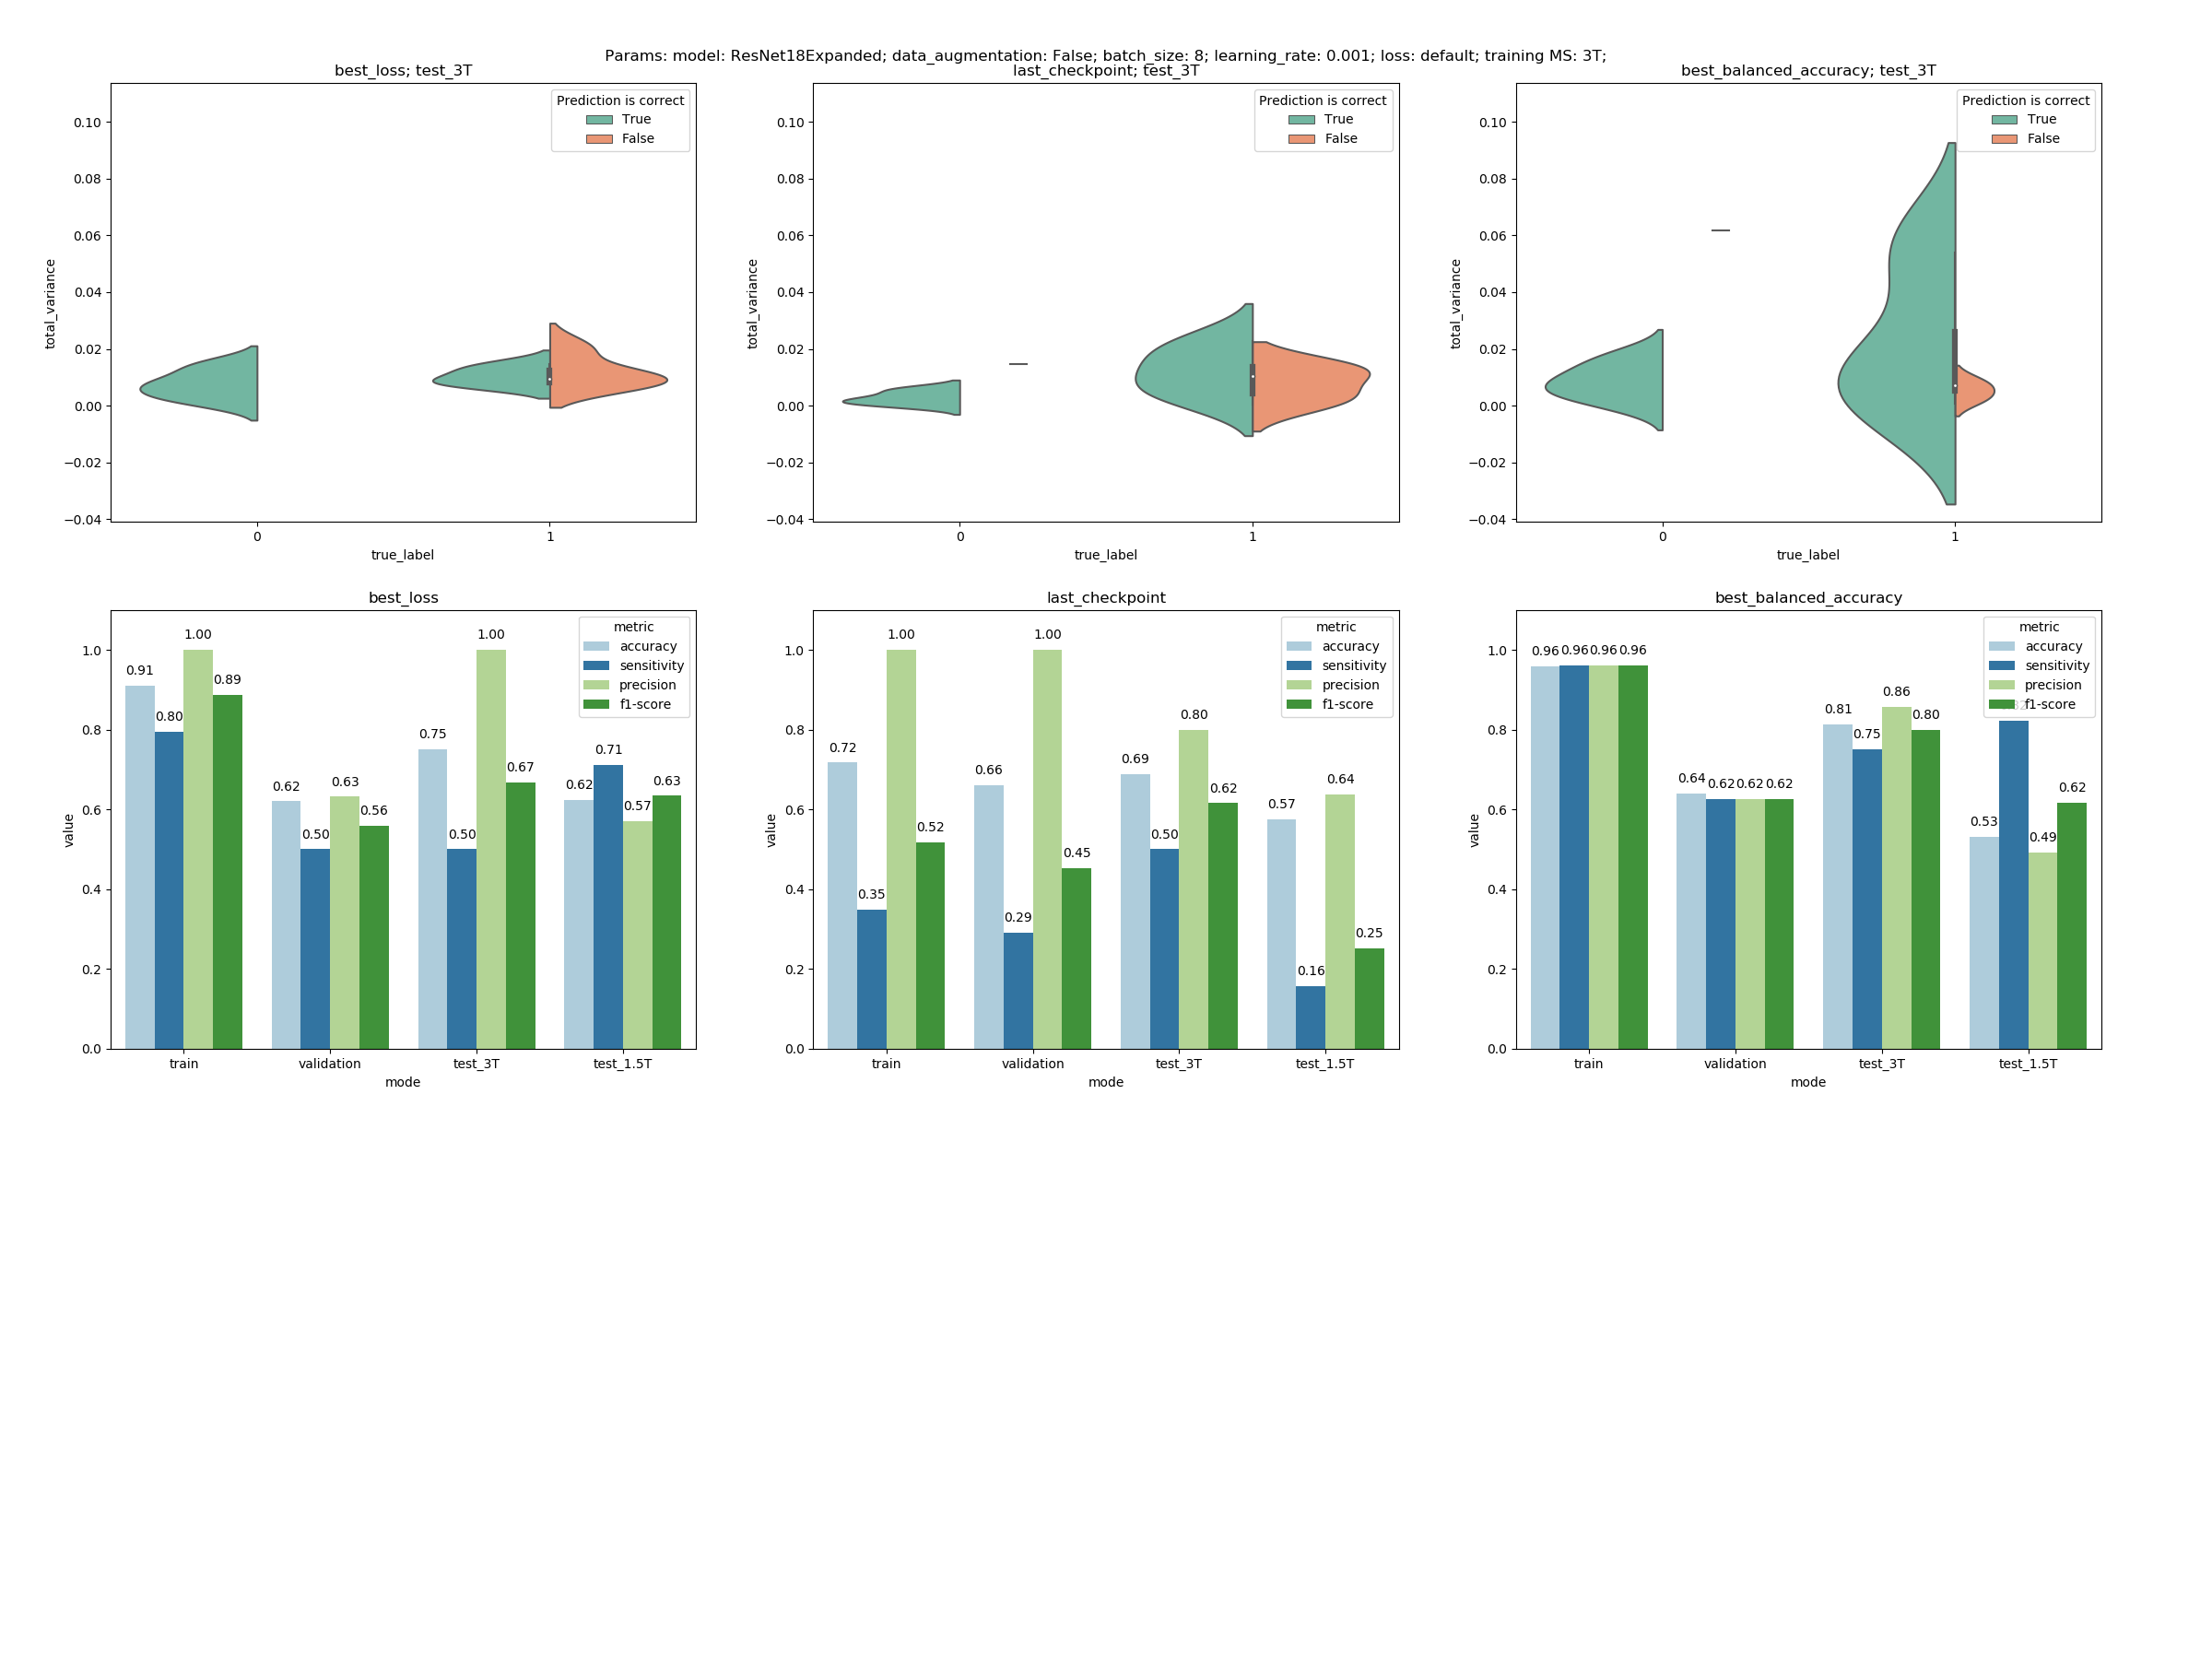 Params: model: ResNet18Expanded; data_augmentation: False; batch_size: 8; learning_rate: 0.001; loss: default; training MS: 3T;
best_loss; test_3T
Prediction is correct
True
False
0.10
0.08
0.06
0.04
0.02
0.00
−0.02
−0.04
total_variance
0 1
true_label
last_checkpoint; test_3T
Prediction is correct
True
False
0.10
0.08
0.06
0.04
0.02
0.00
−0.02
−0.04
total_variance
0 1
true_label
best_balanced_accuracy; test_3T
Prediction is correct
True
False
0.10
0.08
0.06
0.04
0.02
0.00
−0.02
−0.04
total_variance
0 1
true_label
best_loss
metric
accuracy
sensitivity
precision
f1-score
1.0
0.8
0.6
0.4
0.2
0.0
value
0.91 0.80 1.00 0.89
0.62 0.50 0.63 0.56
0.75 0.50 1.00 0.67
0.62 0.71 0.57 0.63
train validation test_3T test_1.5T
mode
last_checkpoint
metric
accuracy
sensitivity
precision
f1-score
1.0
0.8
0.6
0.4
0.2
0.0
value
0.72 0.35 1.00 0.52
0.66 0.29 1.00 0.45
0.69 0.50 0.80 0.62
0.57 0.16 0.64 0.25
train validation test_3T test_1.5T
mode
best_balanced_accuracy
metric
accuracy
sensitivity
precision
f1-score
1.0
0.8
0.6
0.4
0.2
0.0
value
0.96 0.96 0.96 0.96
0.64 0.62 0.62 0.62
0.81 0.75 0.86 0.80
0.53 0.49 0.62
train validation test_3T test_1.5T
mode